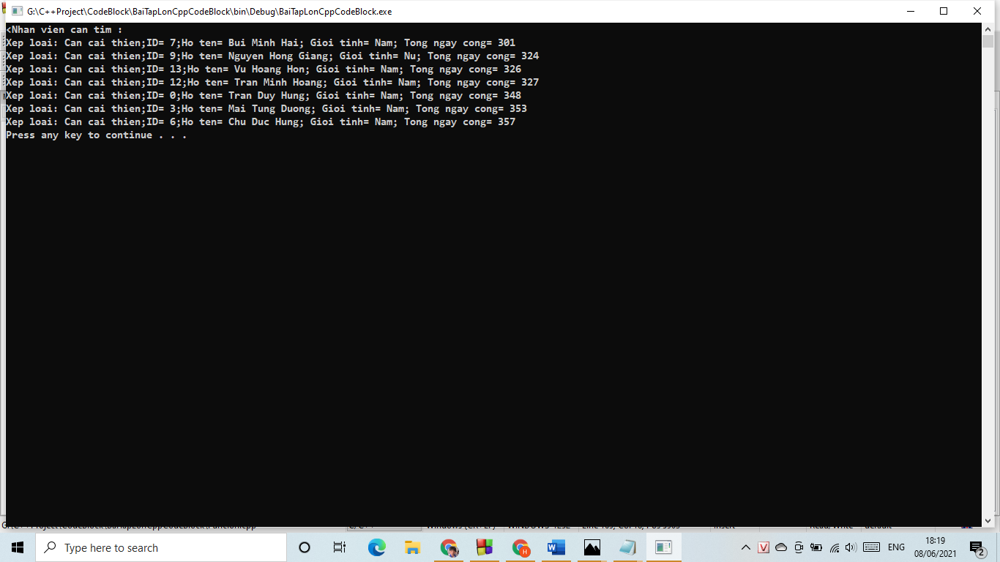 G:\C++Project\CodeBlock\BaiTapLonCppCodeBlock\bin\Debug\BaiTapLonCppCodeBlock.exe
<Nhan vien can tim :
Xep loai: Can cai thien;ID= 7;Ho ten= Bui Minh Hai; Gioi tinh= Nam; Tong ngay cong= 301
Xep loai: Can cai thien;ID= 9;Ho ten= Nguyen Hong Giang; Gioi tinh= Nu; Tong ngay cong= 324
Xep loai: Can cai thien;ID= 13;Ho ten= Vu Hoang Hon; Gioi tinh= Nam; Tong ngay cong= 326
Xep loai: Can cai thien;ID= 12;Ho ten= Tran Minh Hoang; Gioi tinh= Nam; Tong ngay cong= 327
Xep loai: Can cai thien;ID= 0;Ho ten= Tran Duy Hung; Gioi tinh= Nam; Tong ngay cong= 348
Xep loai: Can cai thien;ID= 3;Ho ten= Mai Tung Duong; Gioi tinh= Nam; Tong ngay cong= 353
Xep loai: Can cai thien;ID= 6;Ho ten= Chu Duc Hung; Gioi tinh= Nam; Tong ngay cong= 357
Press any key to continue . . .
Type here to search
H
W
V
ENG
18:19
08/06/2021
2